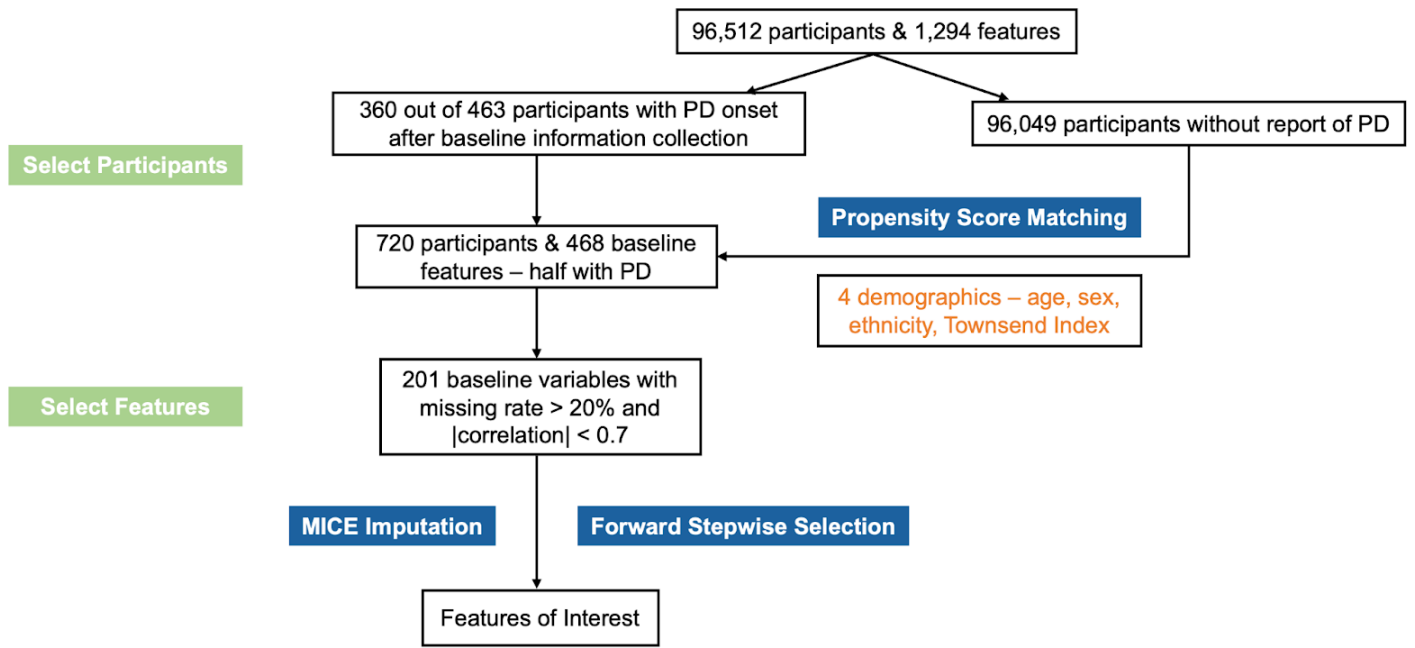 96,512 participants & 1,294 features
360 out of 463 participants with PD onset
after baseline information collection
96,049 participants without report of PD
Select Participants
Propensity Score Matching
720 participants & 468 baseline
features – half with PD
4 demographics – age, sex,
ethnicity, Townsend Index
201 baseline variables with
missing rate > 20% and
|correlation| < 0.7
Select Features
MICE Imputation
Forward Stepwise Selection
Features of Interest